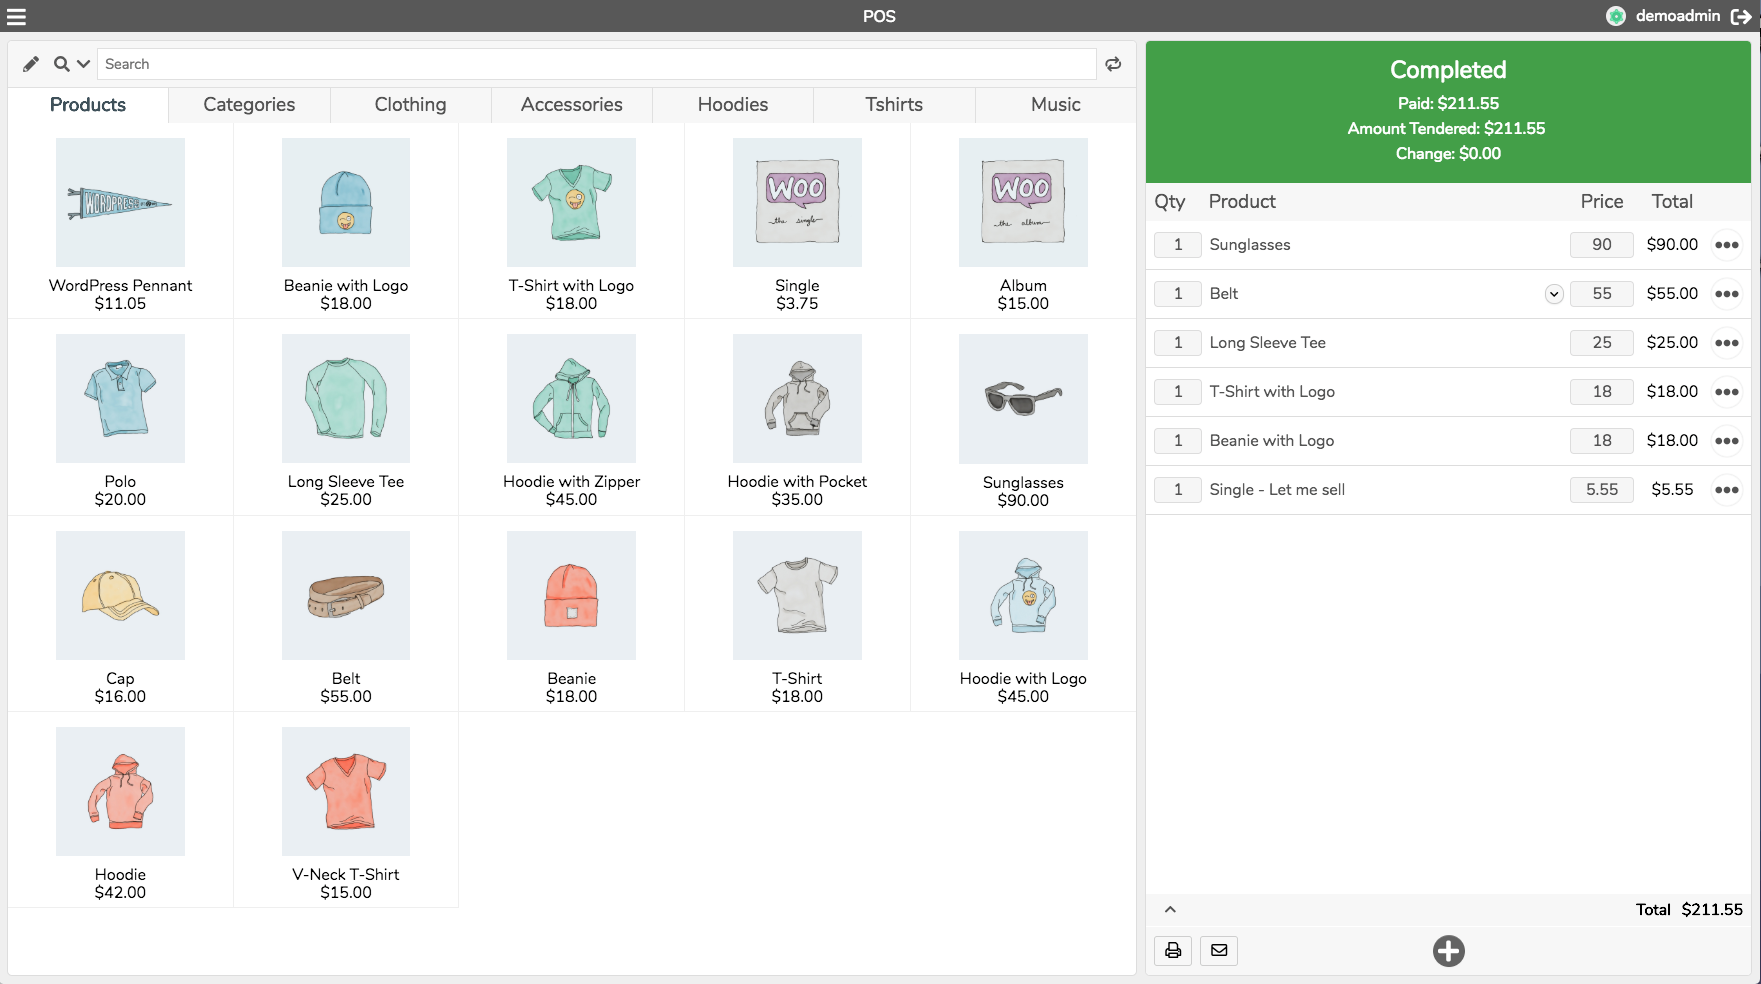 POS
demoadmin
Search
Products Categories Clothing Accessories Hoodies Tshirts Music
WORDPRESS
WOO
the single
WOO
the album
WordPress Pennant Beanie with Logo T-Shirt with Logo Single Album
$11.05 $18.00 $18.00 $3.75 $15.00
Polo Long Sleeve Tee Hoodie with Zipper Hoodie with Pocket Sunglasses
$20.00 $25.00 $45.00 $35.00 $90.00
Cap Belt Beanie T-Shirt Hoodie with Logo
$16.00 $55.00 $18.00 $18.00 $45.00
Hoodie V-Neck T-Shirt
$42.00 $15.00
Completed
Paid: $211.55
Amount Tendered: $211.55
Change: $0.00
Qty Product Price Total
1 Sunglasses 90 $90.00
1 Belt 55 $55.00
1 Long Sleeve Tee 25 $25.00
1 T-Shirt with Logo 18 $18.00
1 Beanie with Logo 18 $18.00
1 Single - Let me sell 5.55 $5.55
Total $211.55